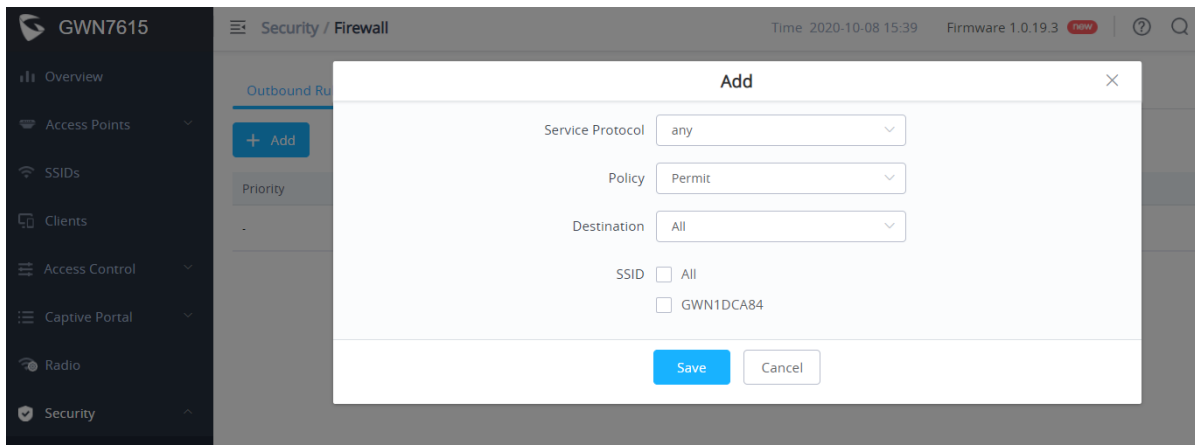 GWN7615
Security / Firewall
Time 2020-10-08 15:39
Firmware 1.0.19.3 new
Overview
Access Points
SSIDs
Clients
Access Control
Captive Portal
Radio
Security
Outbound Ru
+ Add
Priority
-
Add
Service Protocol any
Policy Permit
Destination All
SSID All
GWN1DCA84
Save Cancel